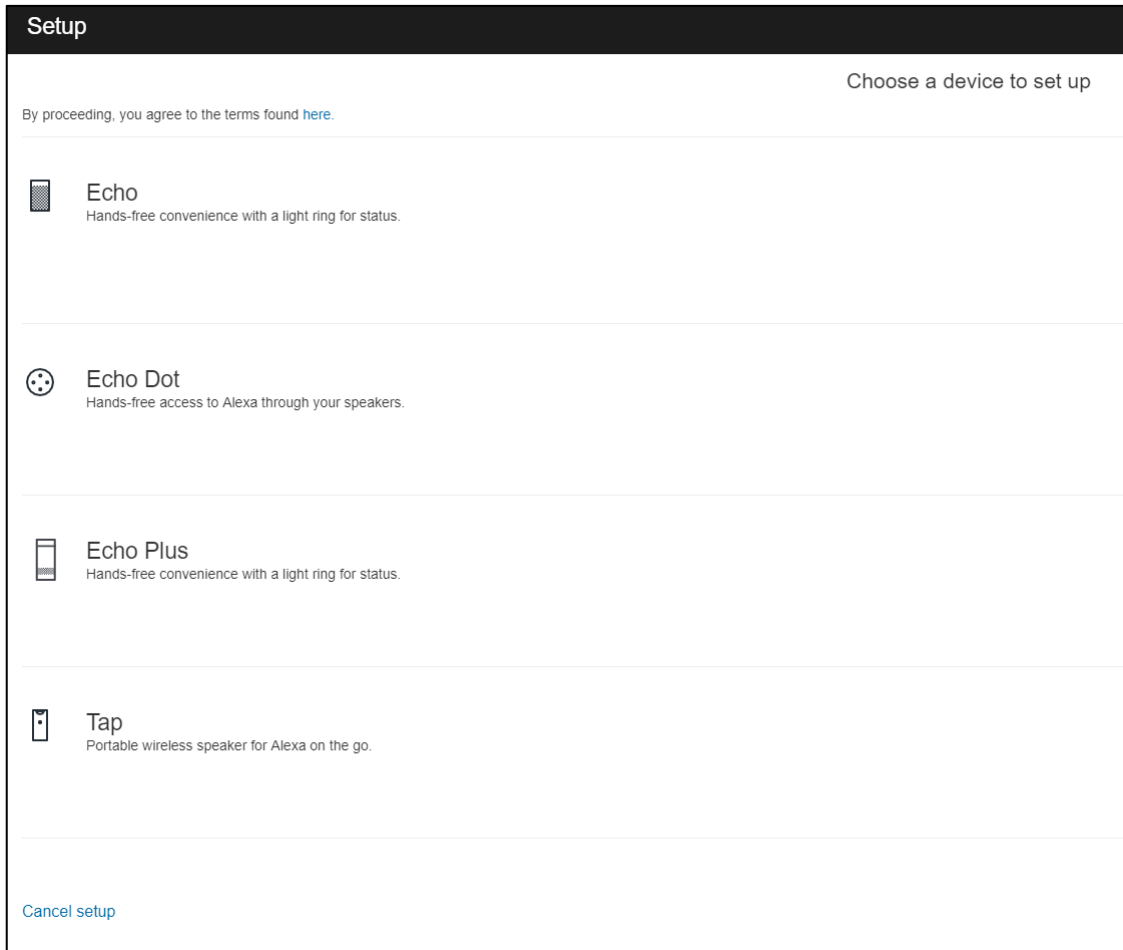 Setup
Choose a device to set up
By proceeding, you agree to the terms found here.
Echo
Hands-free convenience with a light ring for status.
Echo Dot
Hands-free access to Alexa through your speakers.
Echo Plus
Hands-free convenience with a light ring for status.
Tap
Portable wireless speaker for Alexa on the go.
Cancel setup